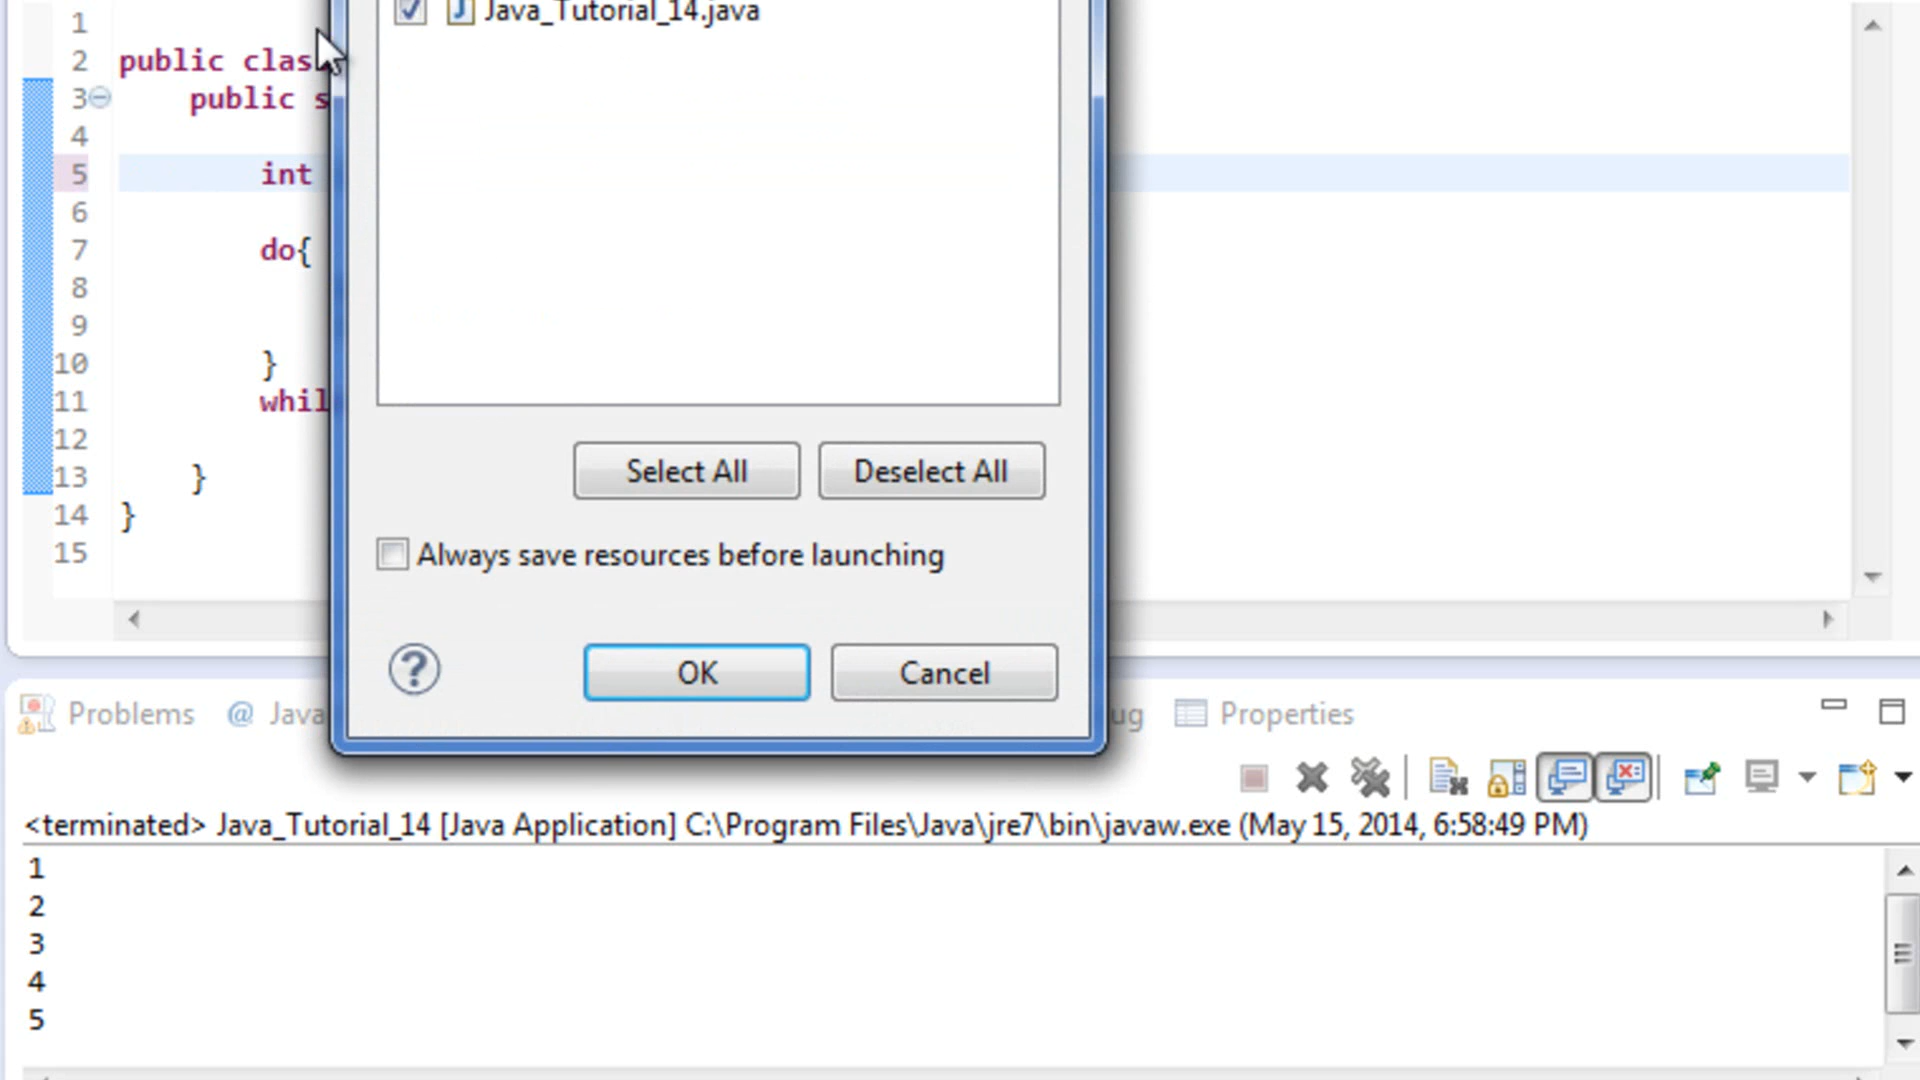 Java_Tutorial_14.java
1
2 public clas
3 public s
4
5 int
6
7 do{
8
9
10 }
11 whil
12
13 }
14 }
15
Select All Deselect All
Always save resources before launching
? OK Cancel
Problems @ Java ug Properties
<terminated> Java_Tutorial_14 [Java Application] C:\Program Files\Java\jre7\bin\javaw.exe (May 15, 2014, 6:58:49 PM)
1
2
3
4
5